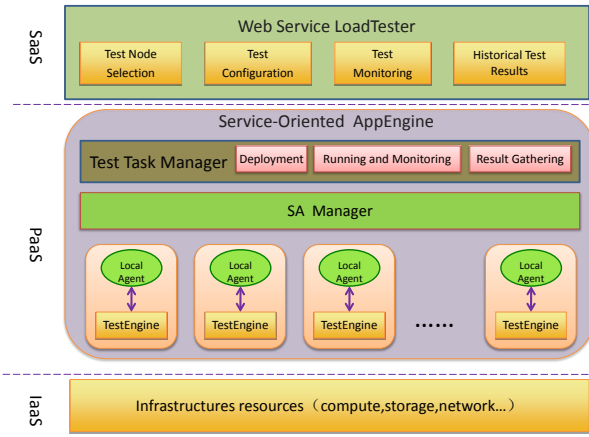 SaaS
Web Service LoadTester
Test Node
Selection
Test
Configuration
Test
Monitoring
Historical Test
Results
PaaS
Service-Oriented AppEngine
Test Task Manager
Deployment
Running and Monitoring
Result Gathering
SA Manager
Local
Agent
TestEngine
Local
Agent
TestEngine
Local
Agent
TestEngine
......
Local
Agent
TestEngine
IaaS
Infrastructures resources（compute,storage,network...）